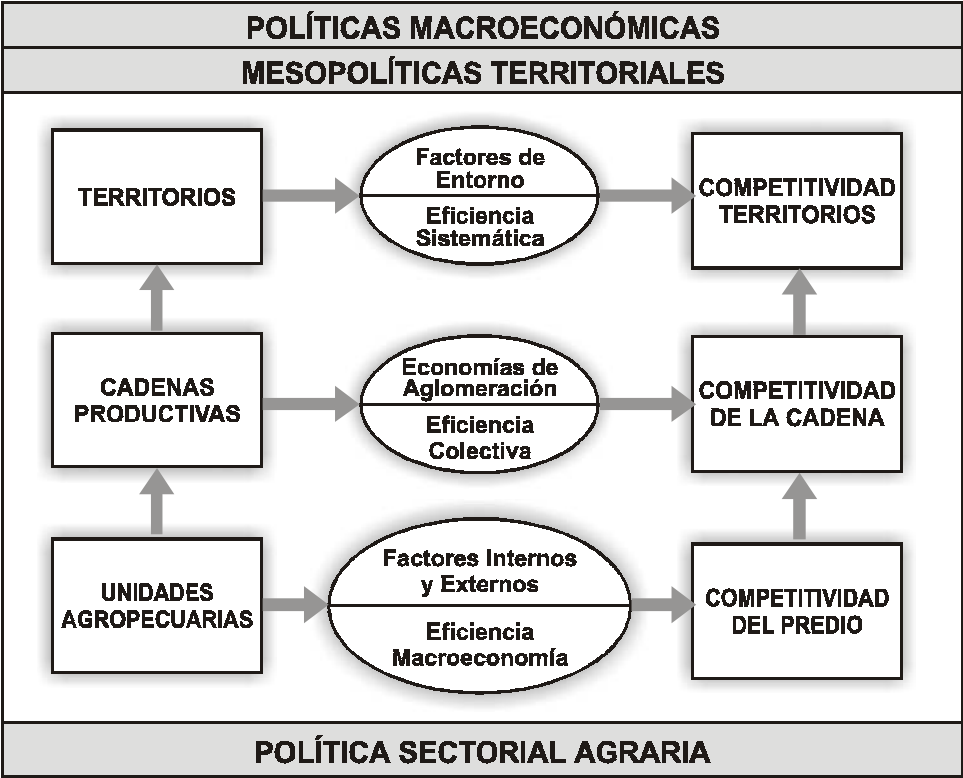 POLÍTICAS MACROECONÓMICAS
MESOPOLÍTICAS TERRITORIALES
TERRITORIOS
Factores de
Entorno
Eficiencia
Sistemática
COMPETITIVIDAD
TERRITORIOS
CADENAS
PRODUCTIVAS
Economías de
Aglomeración
Eficiencia
Colectiva
COMPETITIVIDAD
DE LA CADENA
UNIDADES
AGROPECUARIAS
Factores Internos
y Externos
Eficiencia
Macroeconomía
COMPETITIVIDAD
DEL PREDIO
POLÍTICA SECTORIAL AGRARIA